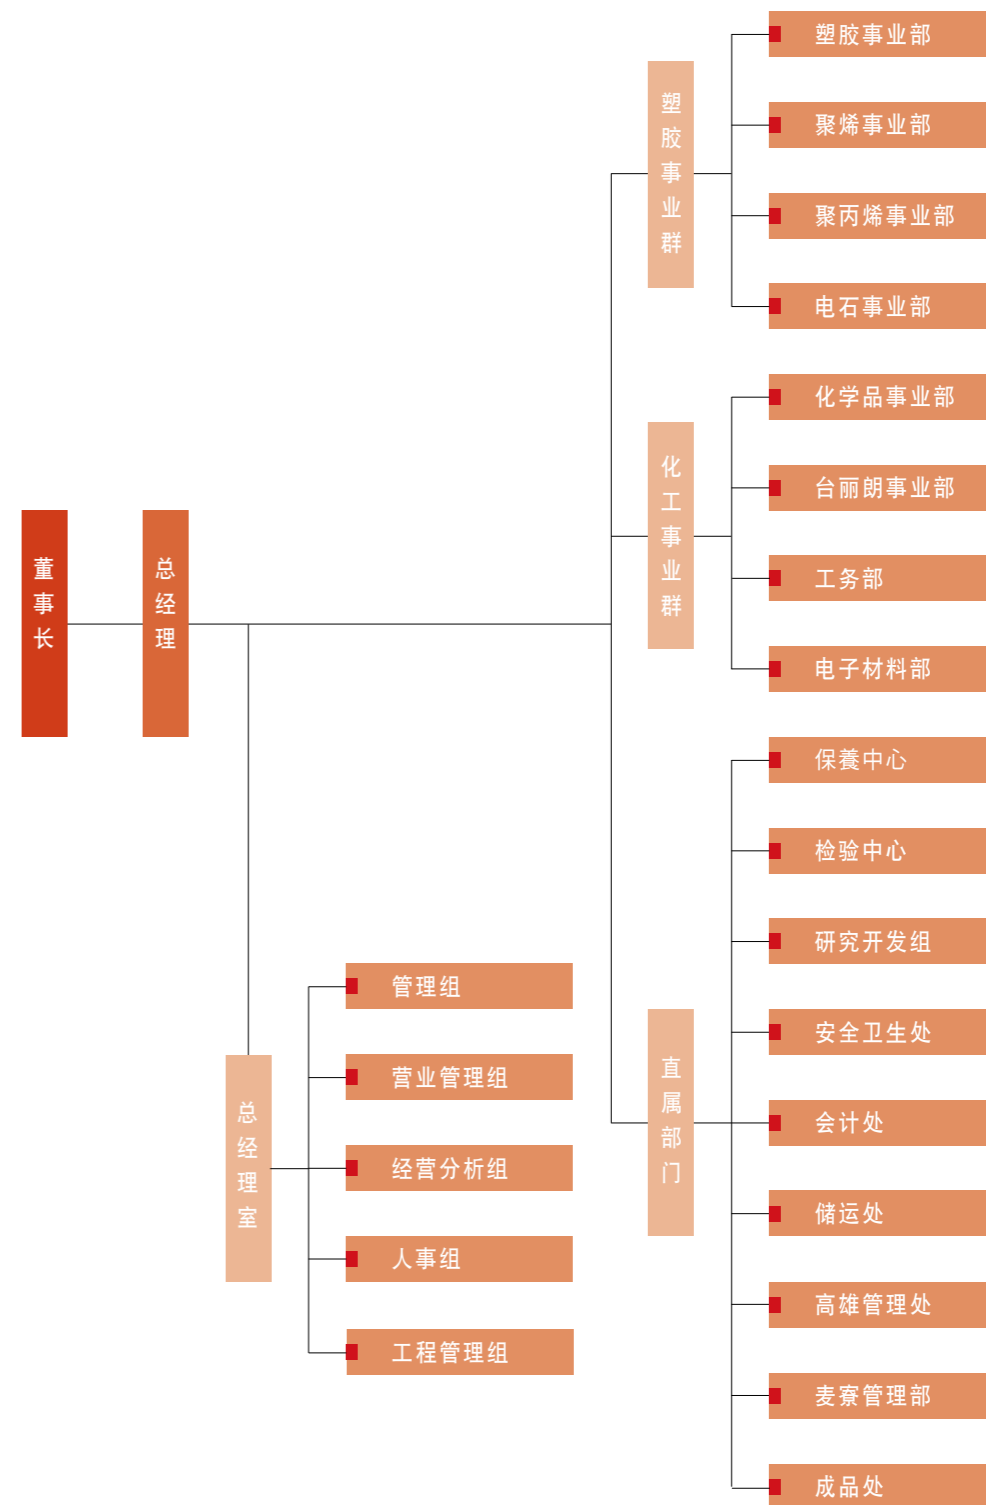 董事长
总经理
塑胶事业群
塑胶事业部
聚烯事业部
聚丙烯事业部
电石事业部
化工事业群
化学品事业部
台丽朗事业部
工务部
电子材料部
直属部门
保養中心
检验中心
研究开发组
安全卫生处
会计处
储运处
高雄管理处
麦寮管理部
成品处
总经理室
管理组
营业管理组
经营分析组
人事组
工程管理组